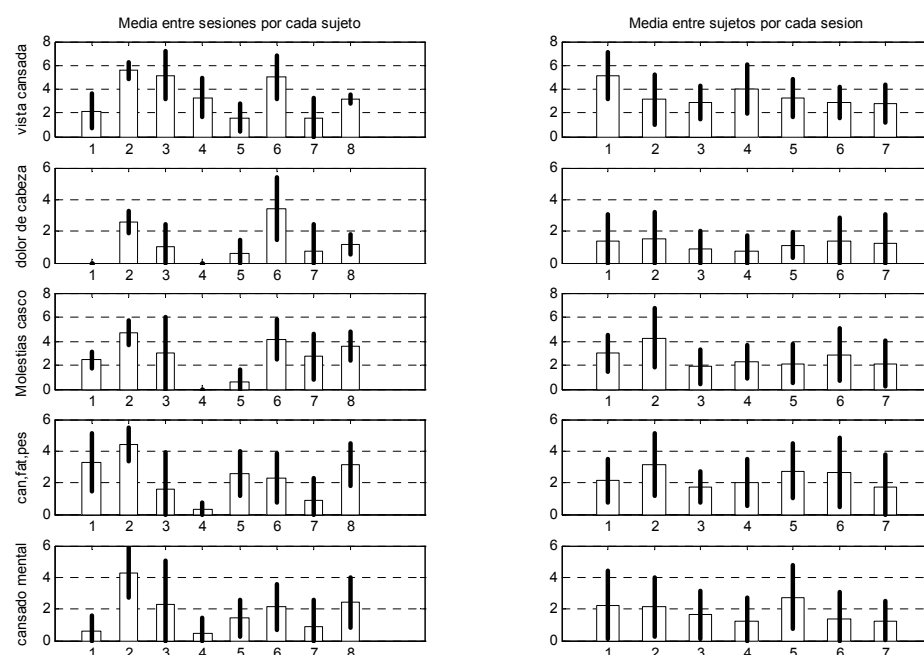 Media entre sesiones por cada sujeto
8
6
4
2
0
vista cansada
1 2 3 4 5 6 7 8
6
4
2
0
dolor de cabeza
1 2 3 4 5 6 7 8
8
6
4
2
0
Molestias casco
1 2 3 4 5 6 7 8
6
4
2
0
can,fat,pes
1 2 3 4 5 6 7 8
6
4
2
0
cansado mental
1 2 3 4 5 6 7 8
Media entre sujetos por cada sesion
8
6
4
2
0
1 2 3 4 5 6 7
6
4
2
0
1 2 3 4 5 6 7
8
6
4
2
0
1 2 3 4 5 6 7
6
4
2
0
1 2 3 4 5 6 7
6
4
2
0
1 2 3 4 5 6 7